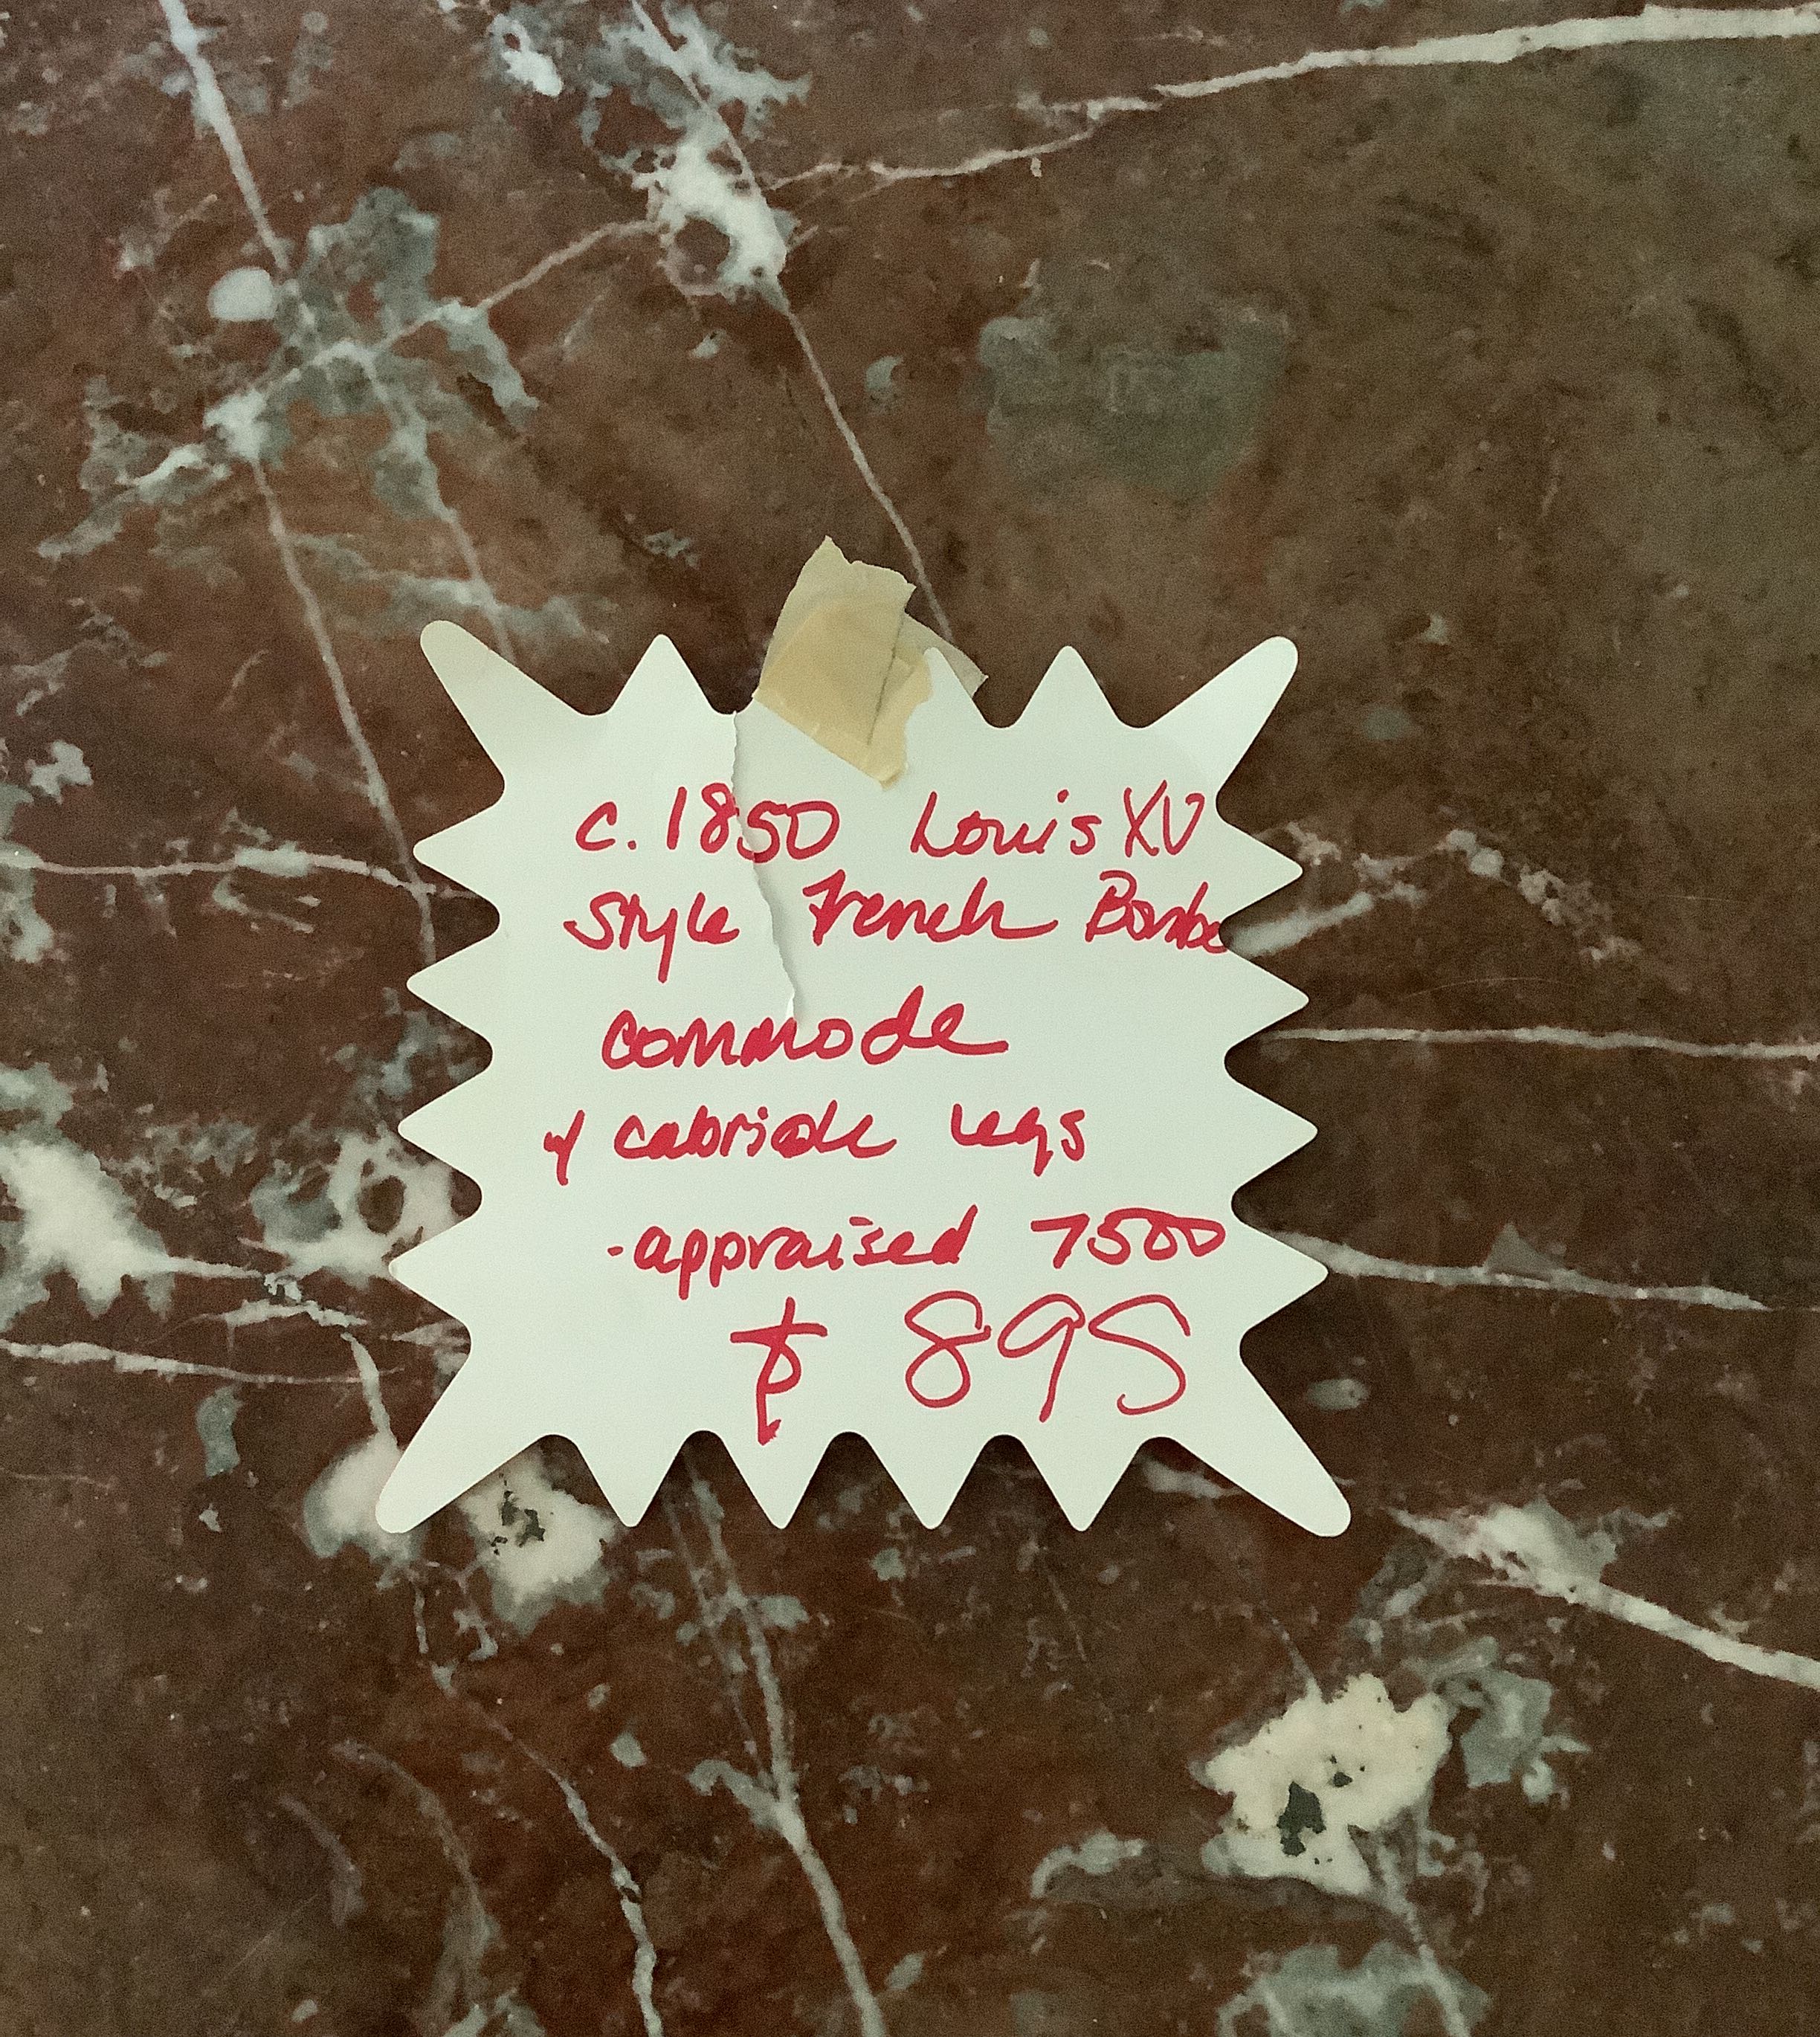 c. 1850 Louis XV
Style French Bombe
commode
w/ cabriole legs
-appraised 7500
$ 895